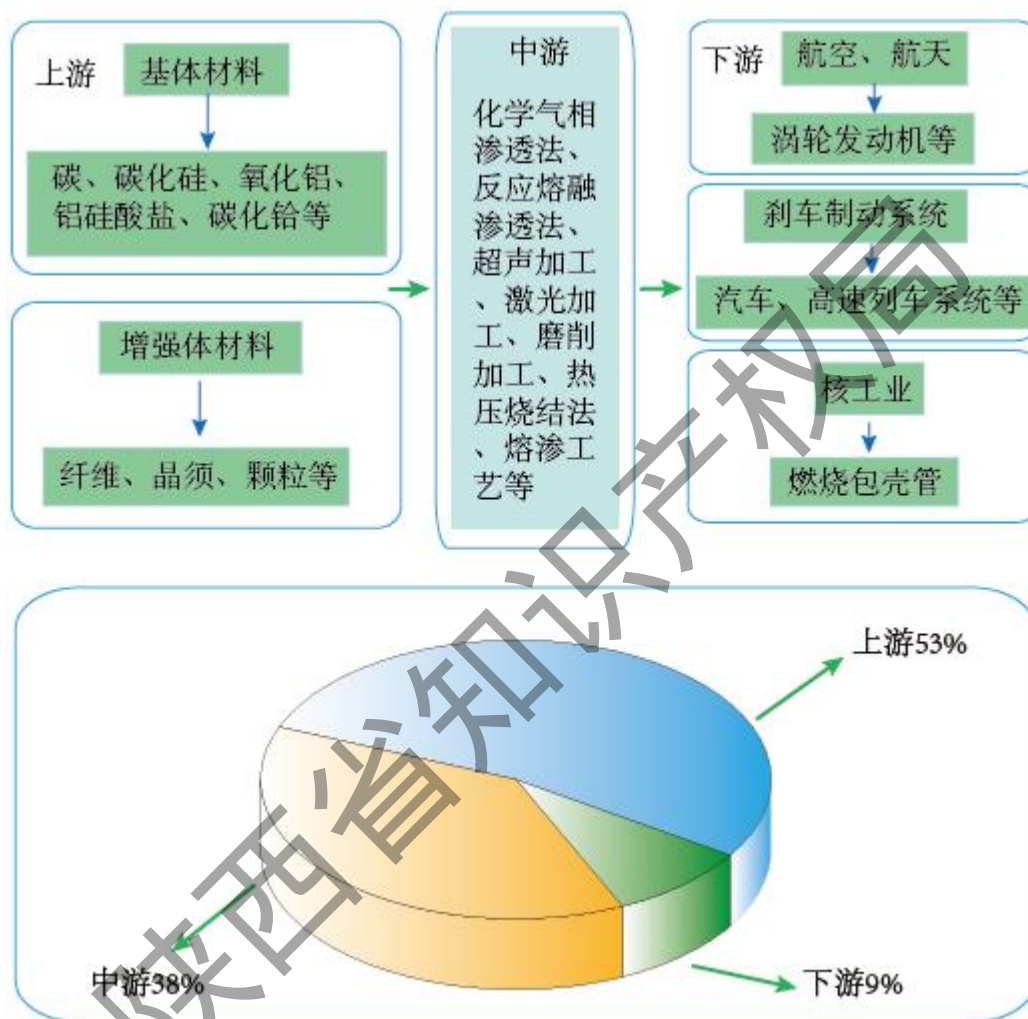 上游
基体材料
碳、碳化硅、氧化铝、
铝硅酸盐、碳化铪等
增强体材料
纤维、晶须、颗粒等
中游
化学气相
渗透法、
反应熔融
渗透法、
超声加工
、激光加
工、磨削
加工、热
压烧结法
、熔渗工
艺等
下游
航空、航天
涡轮发动机等
刹车制动系统
汽车、高速列车系统等
核工业
燃烧包壳管
上游53%
中游38%
下游9%
陕西省知识产权局